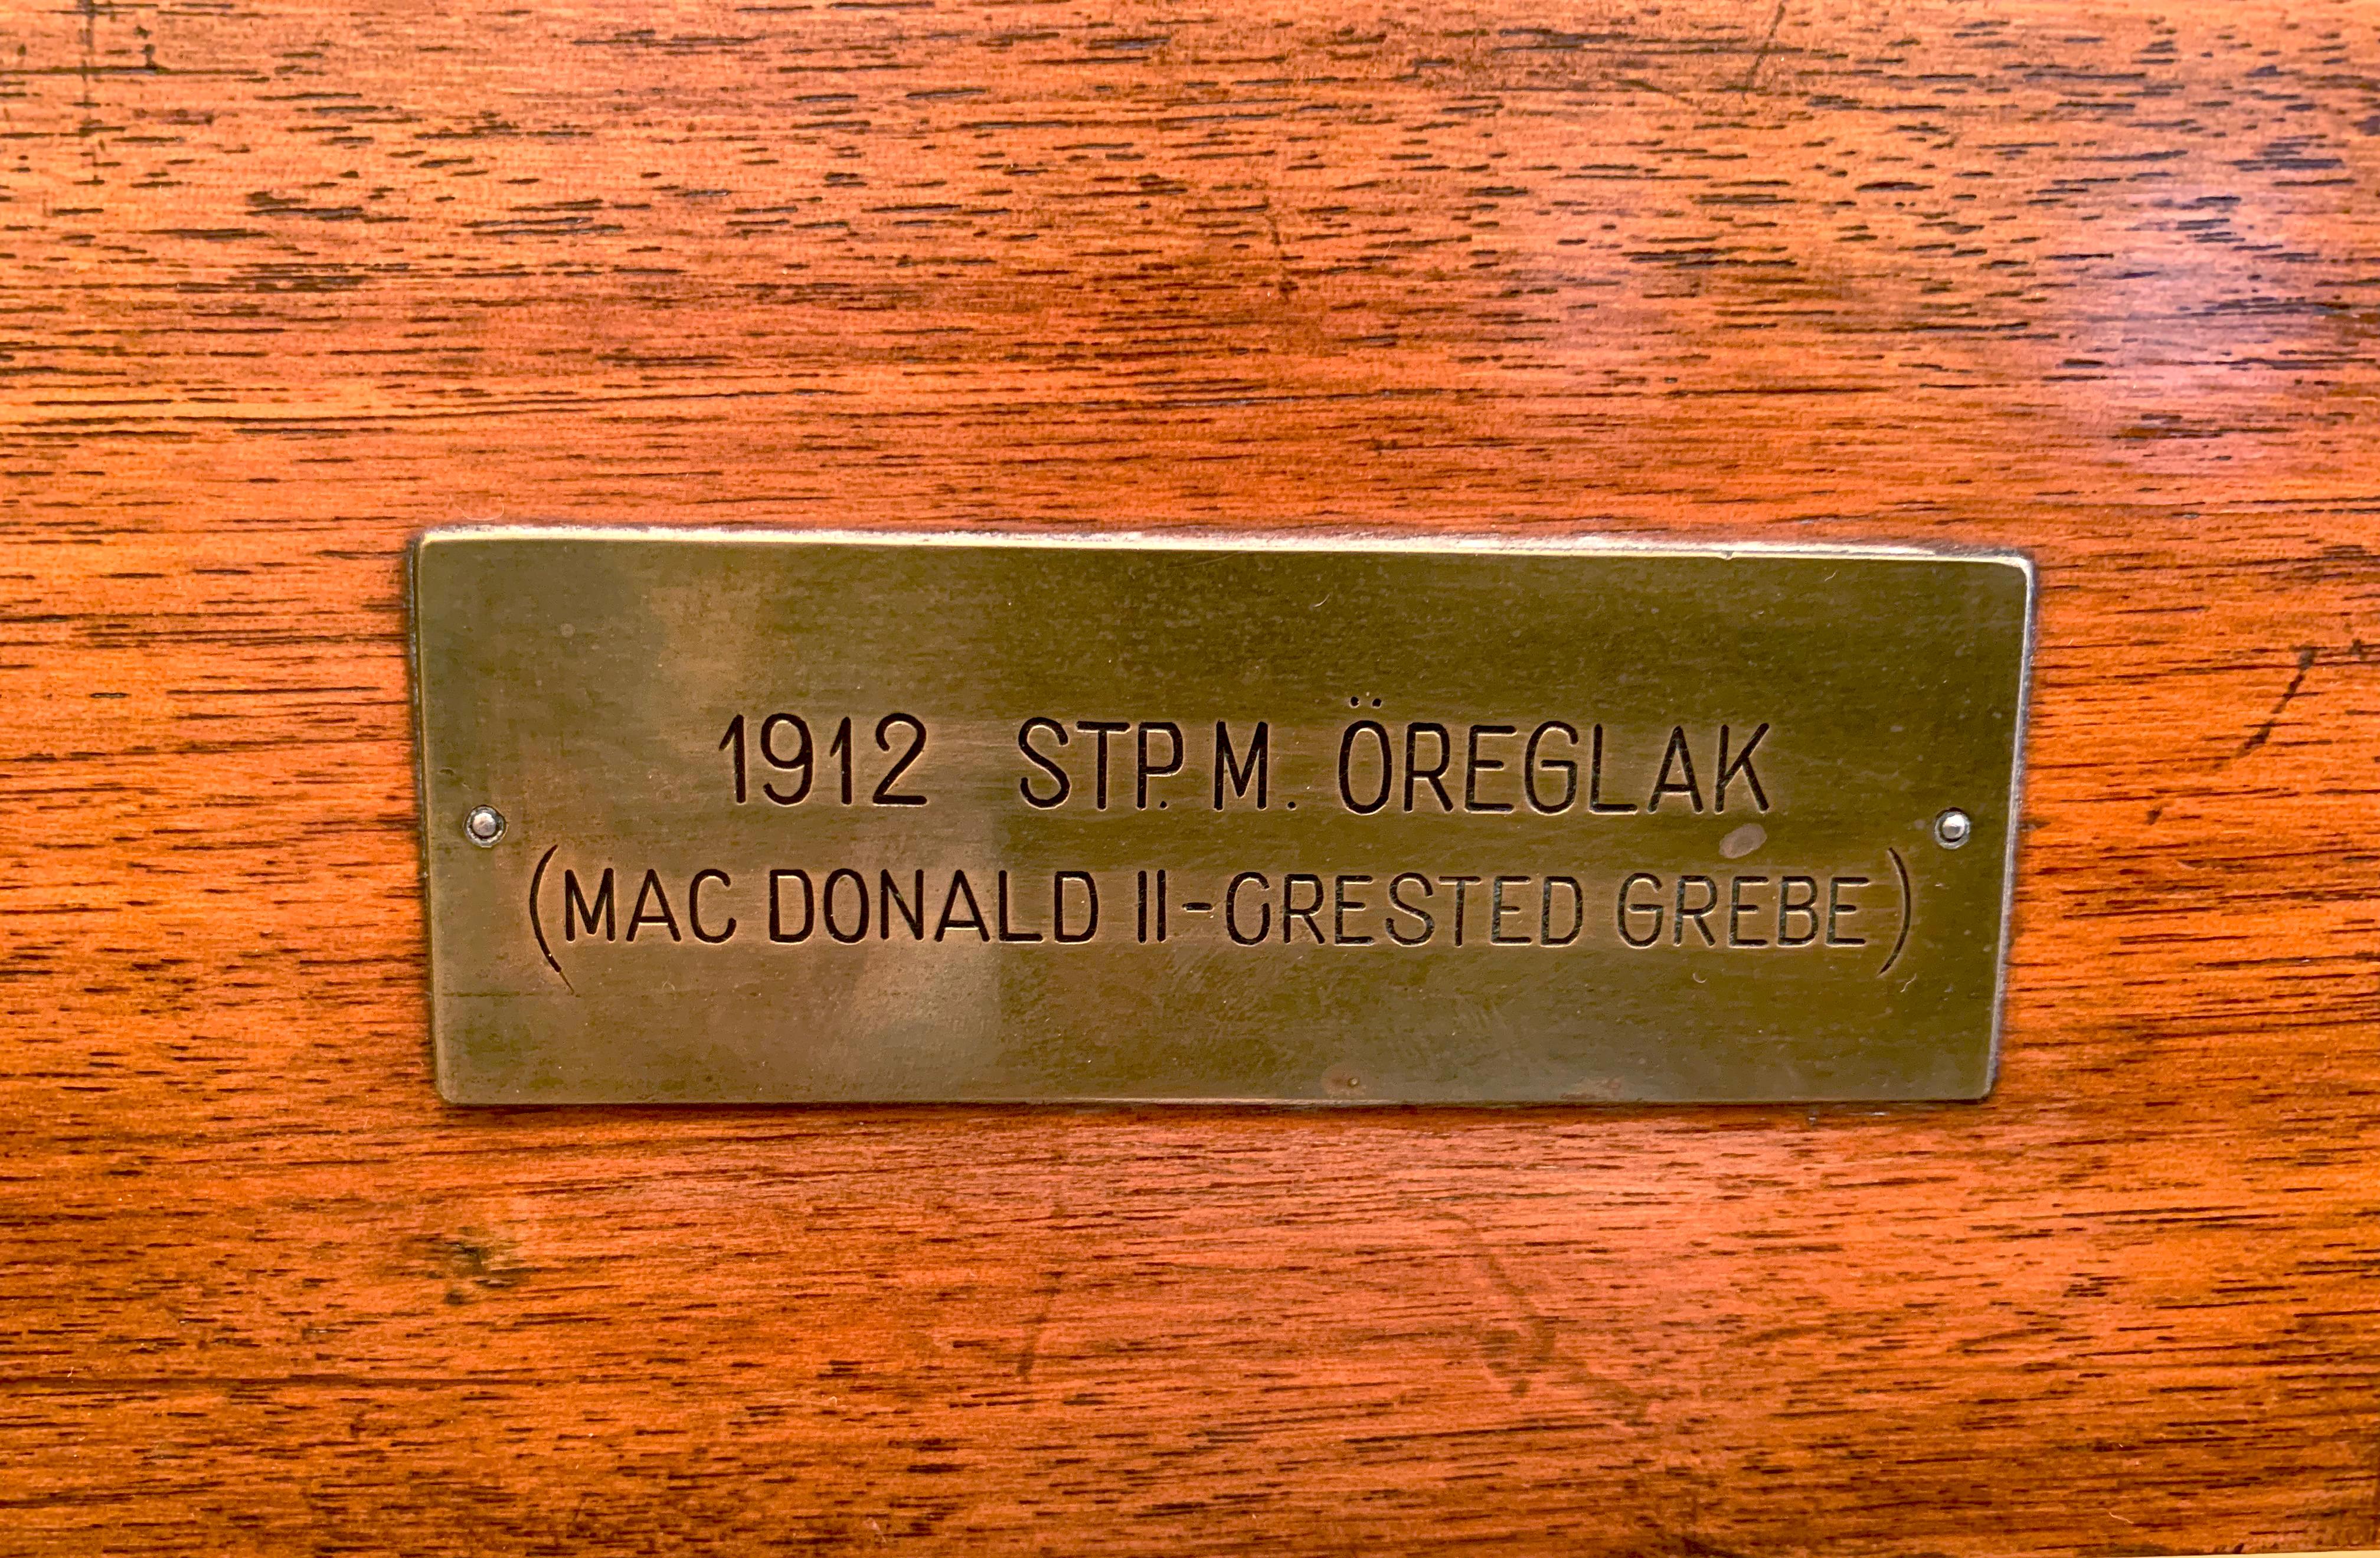 1912 STP. M. ÖREGLAK
(MAC DONALD II-CRESTED GREBE)